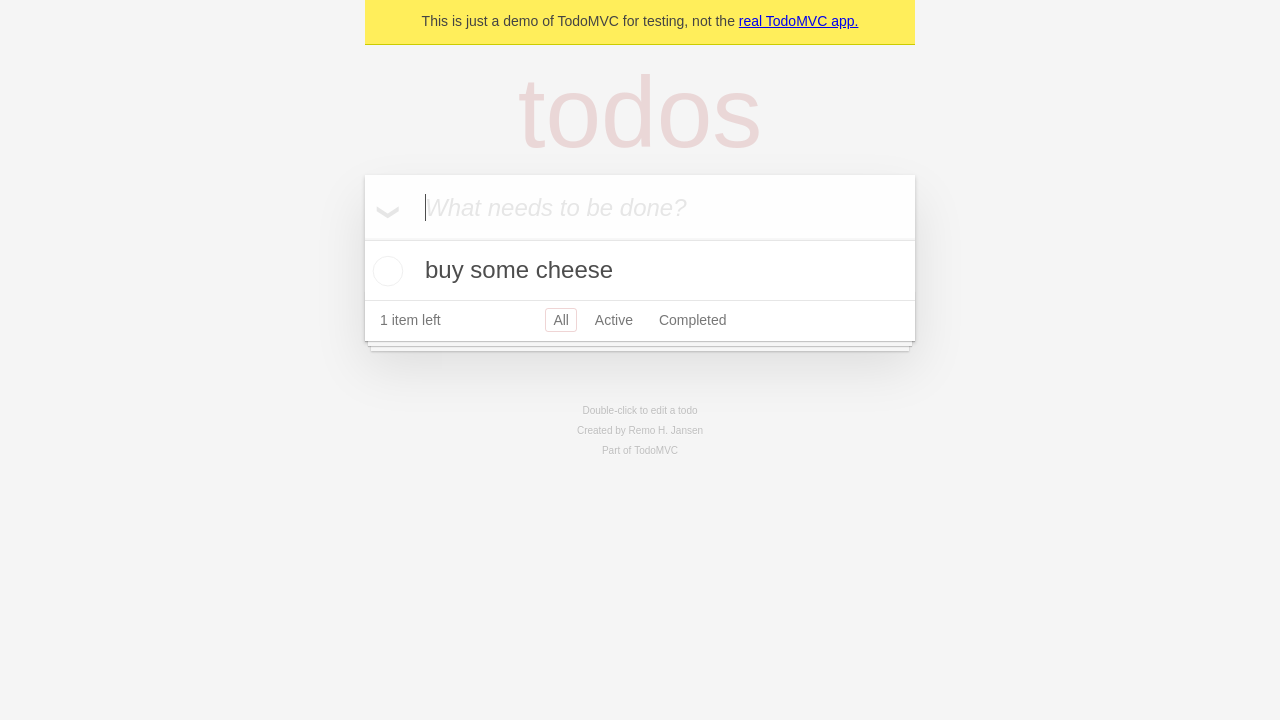 This is just a demo of TodoMVC for testing, not the real TodoMVC app.
todos
What needs to be done?
buy some cheese
1 item left All Active Completed
Double-click to edit a todo
Created by Remo H. Jansen
Part of TodoMVC